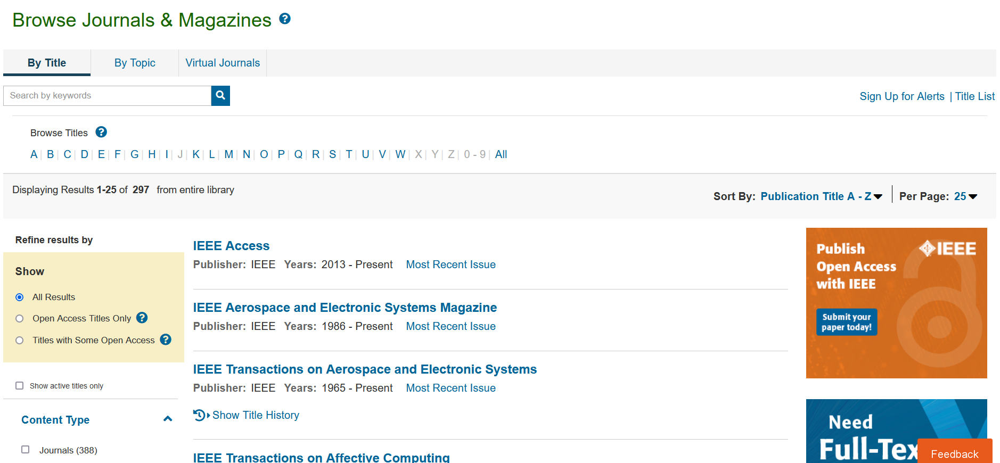 Browse Journals & Magazines ?
By Title By Topic Virtual Journals
Search by keywords
Sign Up for Alerts | Title List
Browse Titles ?
A | B | C | D | E | F | G | H | I | J | K | L | M | N | O | P | Q | R | S | T | U | V | W | X | Y | Z | 0 - 9 | All
Displaying Results 1-25 of 297 from entire library
Sort By: Publication Title A - Z | Per Page: 25
Refine results by
Show
All Results
Open Access Titles Only ?
Titles with Some Open Access ?
Show active titles only
Content Type
Journals (388)
IEEE Access
Publisher: IEEE Years: 2013 - Present Most Recent Issue
IEEE Aerospace and Electronic Systems Magazine
Publisher: IEEE Years: 1986 - Present Most Recent Issue
IEEE Transactions on Aerospace and Electronic Systems
Publisher: IEEE Years: 1965 - Present Most Recent Issue
Show Title History
IEEE Transactions on Affective Computing
Publish
Open Access
with IEEE
IEEE
Submit your
paper today!
Need
Full-Tex
Feedback